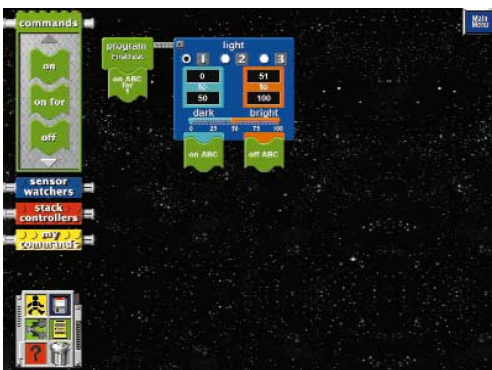 commands
on
on for
off
sensor
watchers
stack
controllers
my
commands
Main
Menu
program
on ABC
for
1
light
1 2 3
0
to
50
51
to
100
dark bright
0 25 50 75 100
on ABC
off ABC